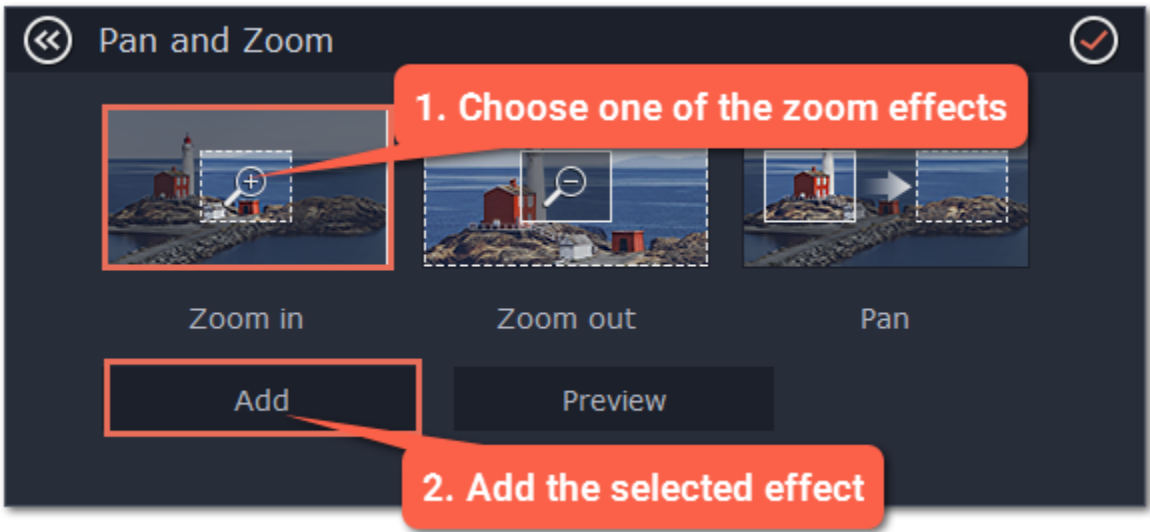 Pan and Zoom
1. Choose one of the zoom effects
Zoom in
Zoom out
Pan
Add
Preview
2. Add the selected effect